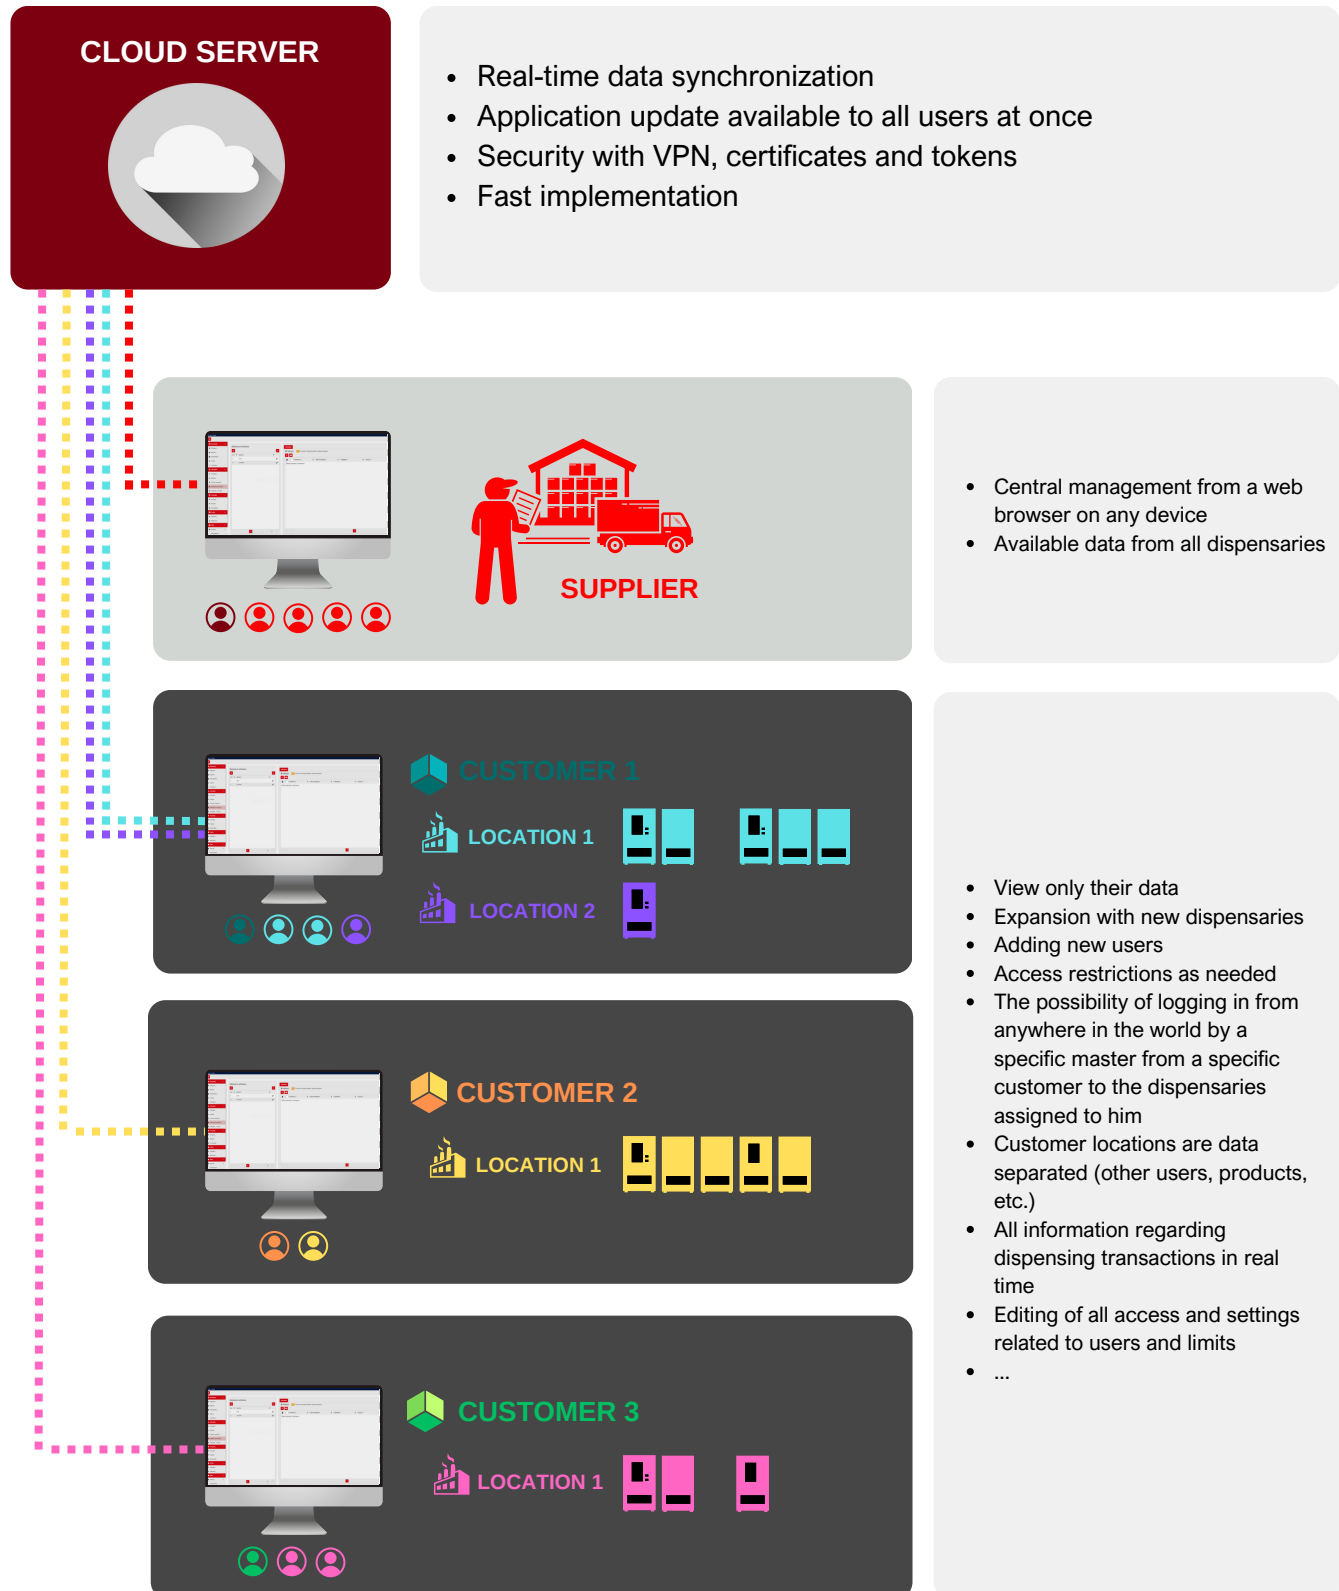 CLOUD SERVER
• Real-time data synchronization
• Application update available to all users at once
• Security with VPN, certificates and tokens
• Fast implementation
SUPPLIER
• Central management from a web
browser on any device
• Available data from all dispensaries
CUSTOMER 1
LOCATION 1
LOCATION 2
CUSTOMER 2
LOCATION 1
CUSTOMER 3
LOCATION 1
• View only their data
• Expansion with new dispensaries
• Adding new users
• Access restrictions as needed
• The possibility of logging in from
anywhere in the world by a
specific master from a specific
customer to the dispensaries
assigned to him
• Customer locations are data
separated (other users, products,
etc.)
• All information regarding
dispensing transactions in real
time
• Editing of all access and settings
related to users and limits
• ...